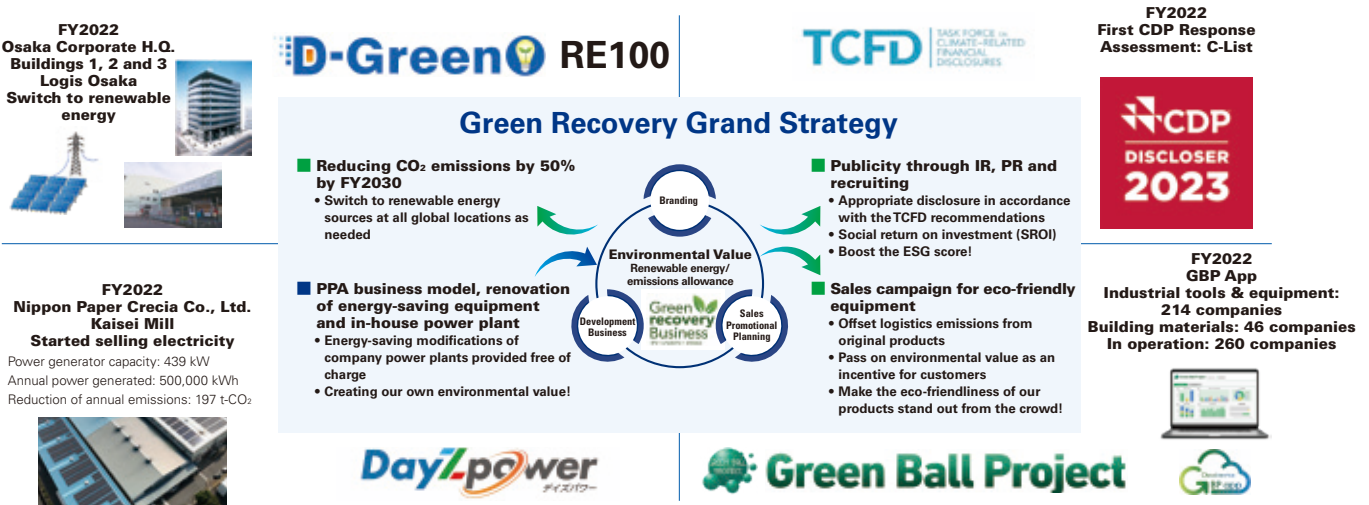 FY2022
Osaka Corporate H.Q.
Buildings 1, 2 and 3
Logis Osaka
Switch to renewable
energy
D-Green RE100
TCFD
TASK FORCE ON
CLIMATE-RELATED
FINANCIAL
DISCLOSURES
FY2022
First CDP Response
Assessment: C-List
CDP
DISCLOSER
2023
Green Recovery Grand Strategy
Reducing CO₂ emissions by 50%
by FY2030
• Switch to renewable energy
sources at all global locations as
needed
PPA business model, renovation
of energy-saving equipment
and in-house power plant
• Energy-saving modifications of
company power plants provided free of
charge
• Creating our own environmental value!
Branding
Environmental Value
Renewable energy/
emissions allowance
Green
recovery
Business
Development
Business
Sales
Promotional
Planning
Publicity through IR, PR and
recruiting
• Appropriate disclosure in accordance
with the TCFD recommendations
• Social return on investment (SROI)
• Boost the ESG score!
Sales campaign for eco-friendly
equipment
• Offset logistics emissions from
original products
• Pass on environmental value as an
incentive for customers
• Make the eco-friendliness of our
products stand out from the crowd!
FY2022
Nippon Paper Crecia Co., Ltd.
Kaisei Mill
Started selling electricity
Power generator capacity: 439 kW
Annual power generated: 500,000 kWh
Reduction of annual emissions: 197 t-CO₂
FY2022
GBP App
Industrial tools & equipment:
214 companies
Building materials: 46 companies
In operation: 260 companies
DayZpower
デイズパワー
GREEN BALL
PROJECT
Green Ball Project
GBP app